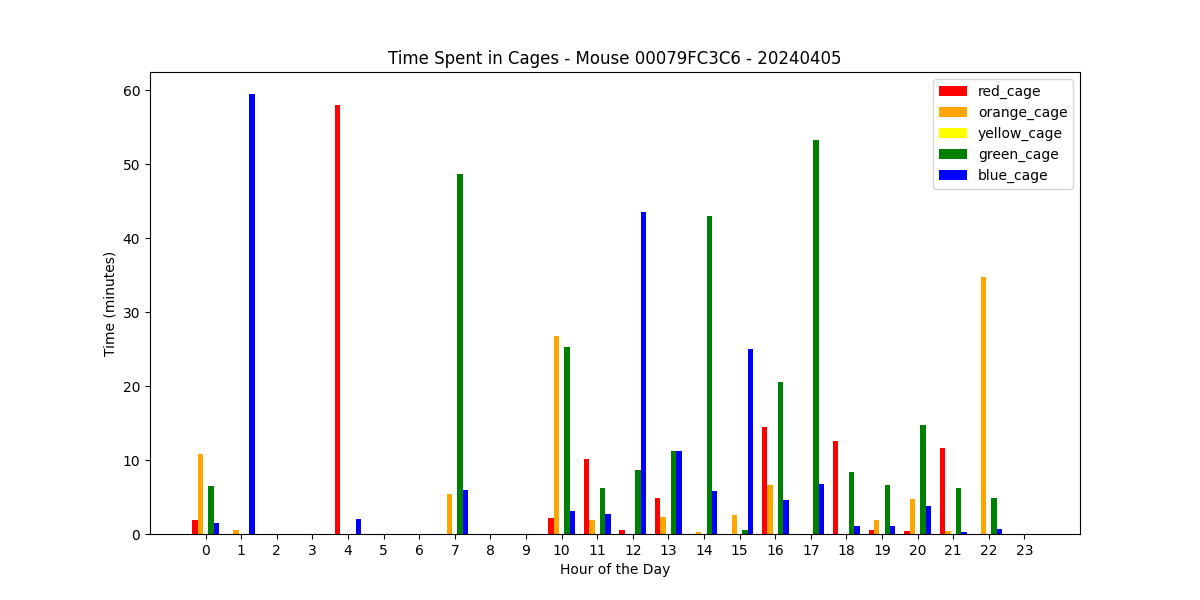 Time Spent in Cages - Mouse 00079FC3C6 - 20240405
red_cage
orange_cage
yellow_cage
green_cage
blue_cage
Time (minutes)
60
50
40
30
20
10
0
0 1 2 3 4 5 6 7 8 9 10 11 12 13 14 15 16 17 18 19 20 21 22 23
Hour of the Day